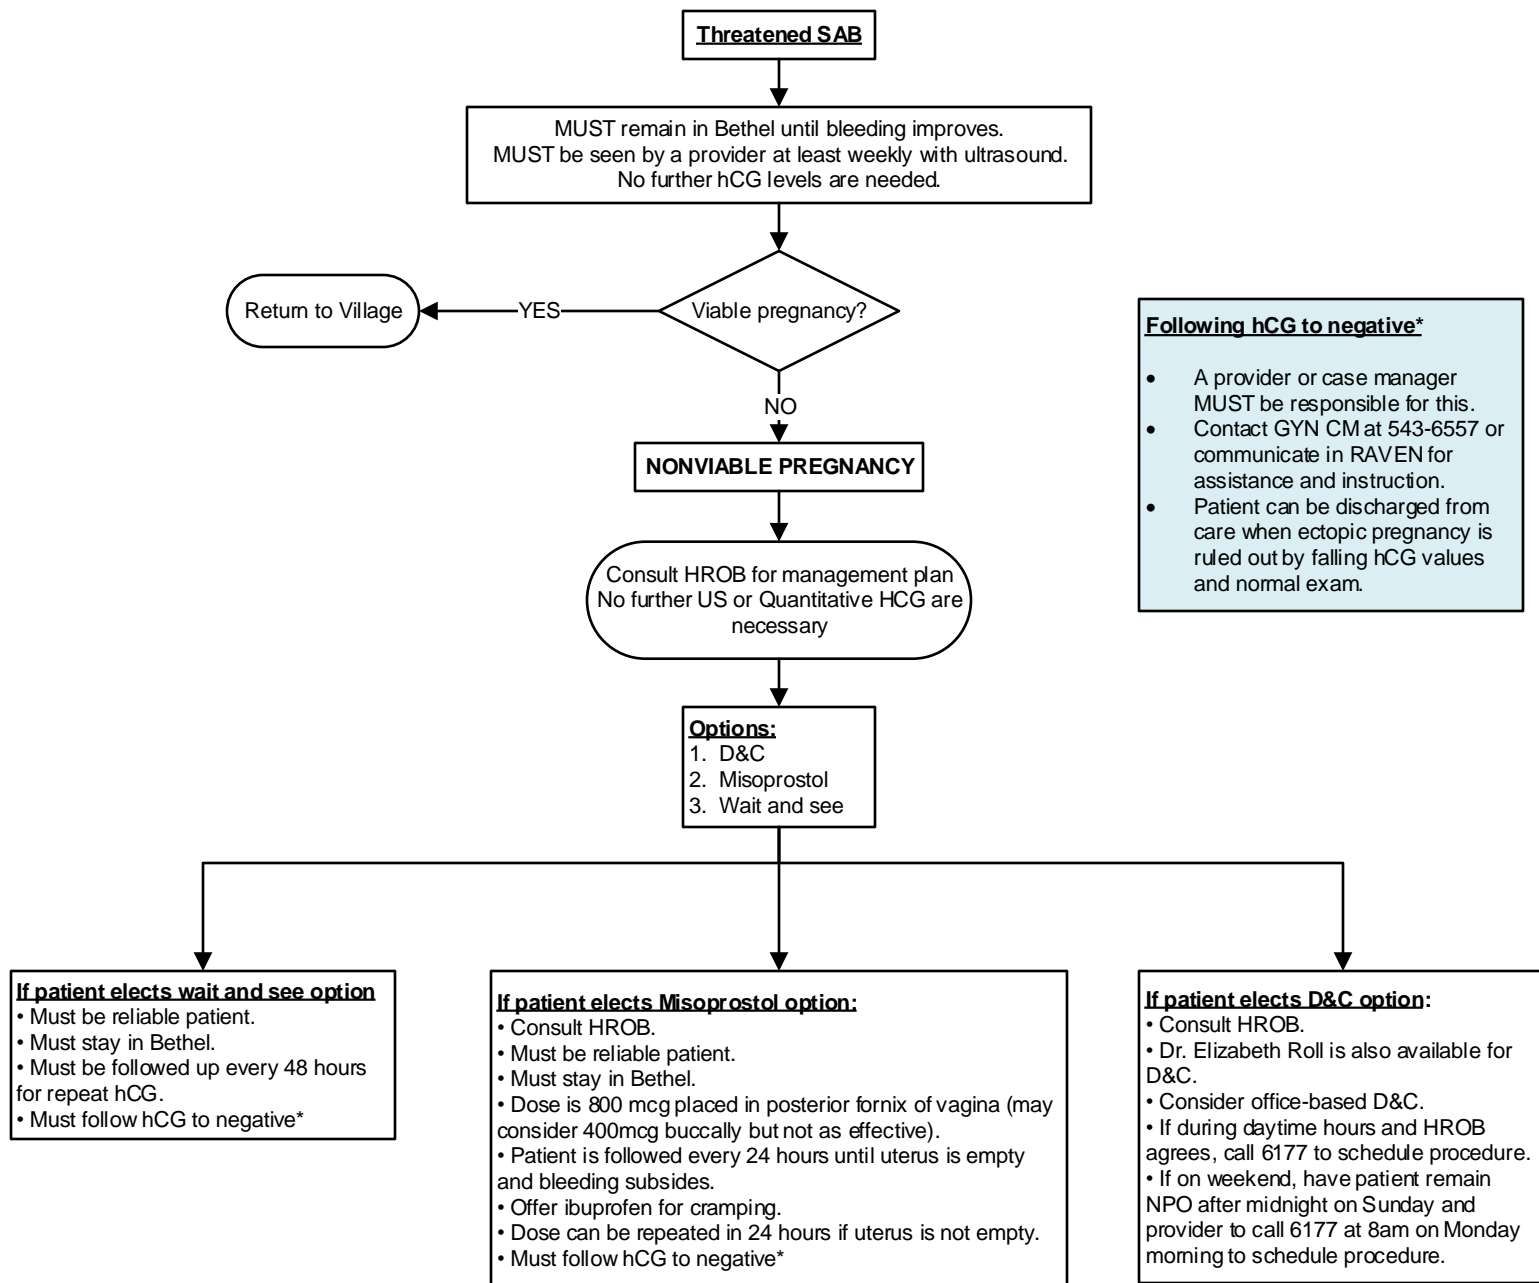 Threatened SAB
MUST remain in Bethel until bleeding improves.
MUST be seen by a provider at least weekly with ultrasound.
No further hCG levels are needed.
Return to Village
YES
Viable pregnancy?
NO
NONVIABLE PREGNANCY
Consult HROB for management plan
No further US or Quantitative HCG are
necessary
Following hCG to negative*
• A provider or case manager
MUST be responsible for this.
• Contact GYN CM at 543-6557 or
communicate in RAVEN for
assistance and instruction.
• Patient can be discharged from
care when ectopic pregnancy is
ruled out by falling hCG values
and normal exam.
Options:
1. D&C
2. Misoprostol
3. Wait and see
If patient elects wait and see option
• Must be reliable patient.
• Must stay in Bethel.
• Must be followed up every 48 hours
for repeat hCG.
• Must follow hCG to negative*
If patient elects Misoprostol option:
• Consult HROB.
• Must be reliable patient.
• Must stay in Bethel.
• Dose is 800 mcg placed in posterior fornix of vagina (may
consider 400mcg buccally but not as effective).
• Patient is followed every 24 hours until uterus is empty
and bleeding subsides.
• Offer ibuprofen for cramping.
• Dose can be repeated in 24 hours if uterus is not empty.
• Must follow hCG to negative*
If patient elects D&C option:
• Consult HROB.
• Dr. Elizabeth Roll is also available for
D&C.
• Consider office-based D&C.
• If during daytime hours and HROB
agrees, call 6177 to schedule procedure.
• If on weekend, have patient remain
NPO after midnight on Sunday and
provider to call 6177 at 8am on Monday
morning to schedule procedure.